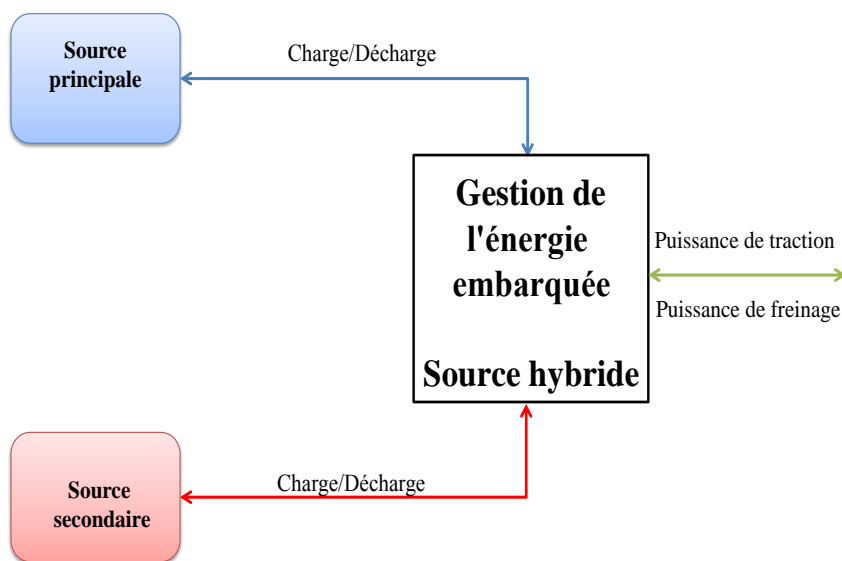 Source
principale
Charge/Décharge
Gestion de
l'énergie
embarquée
Source hybride
Puissance de traction
Puissance de freinage
Source
secondaire
Charge/Décharge